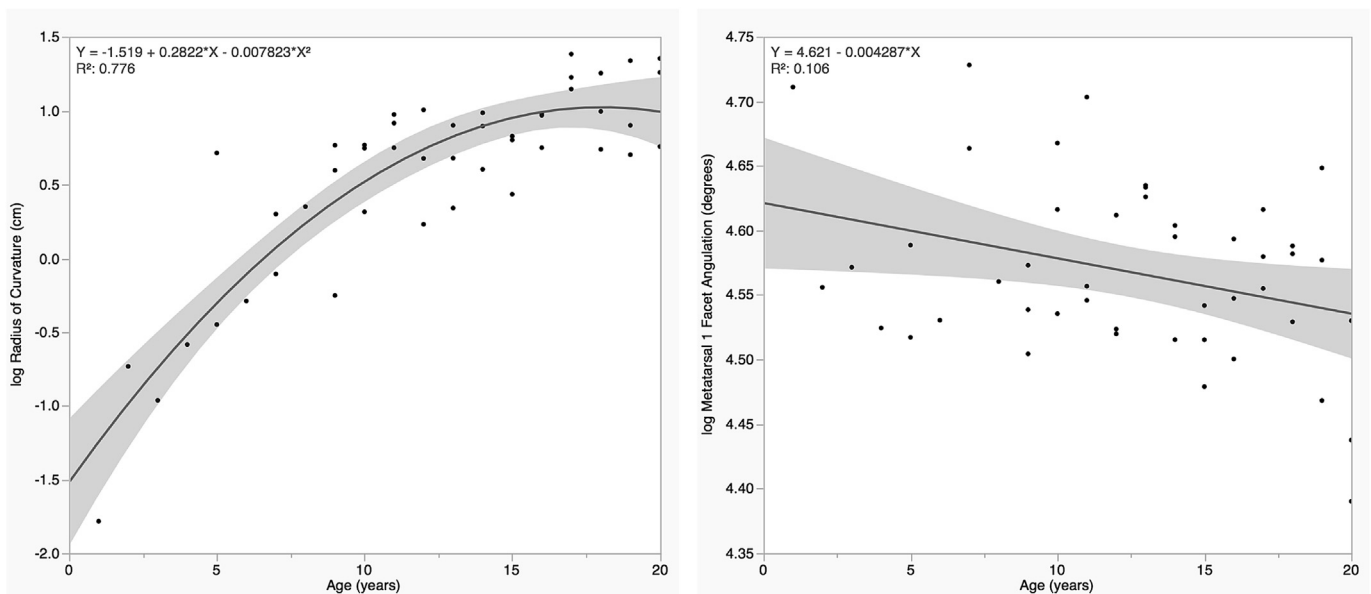 Y = -1.519 + 0.2822*X - 0.007823*X²
R²: 0.776
log Radius of Curvature (cm)
1.5
1.0
0.5
0.0
-0.5
-1.0
-1.5
-2.0
0 5 10 15 20
Age (years)
Y = 4.621 - 0.004287*X
R²: 0.106
log Metatarsal 1 Facet Angulation (degrees)
4.75
4.70
4.65
4.60
4.55
4.50
4.45
4.40
4.35
0 5 10 15 20
Age (years)